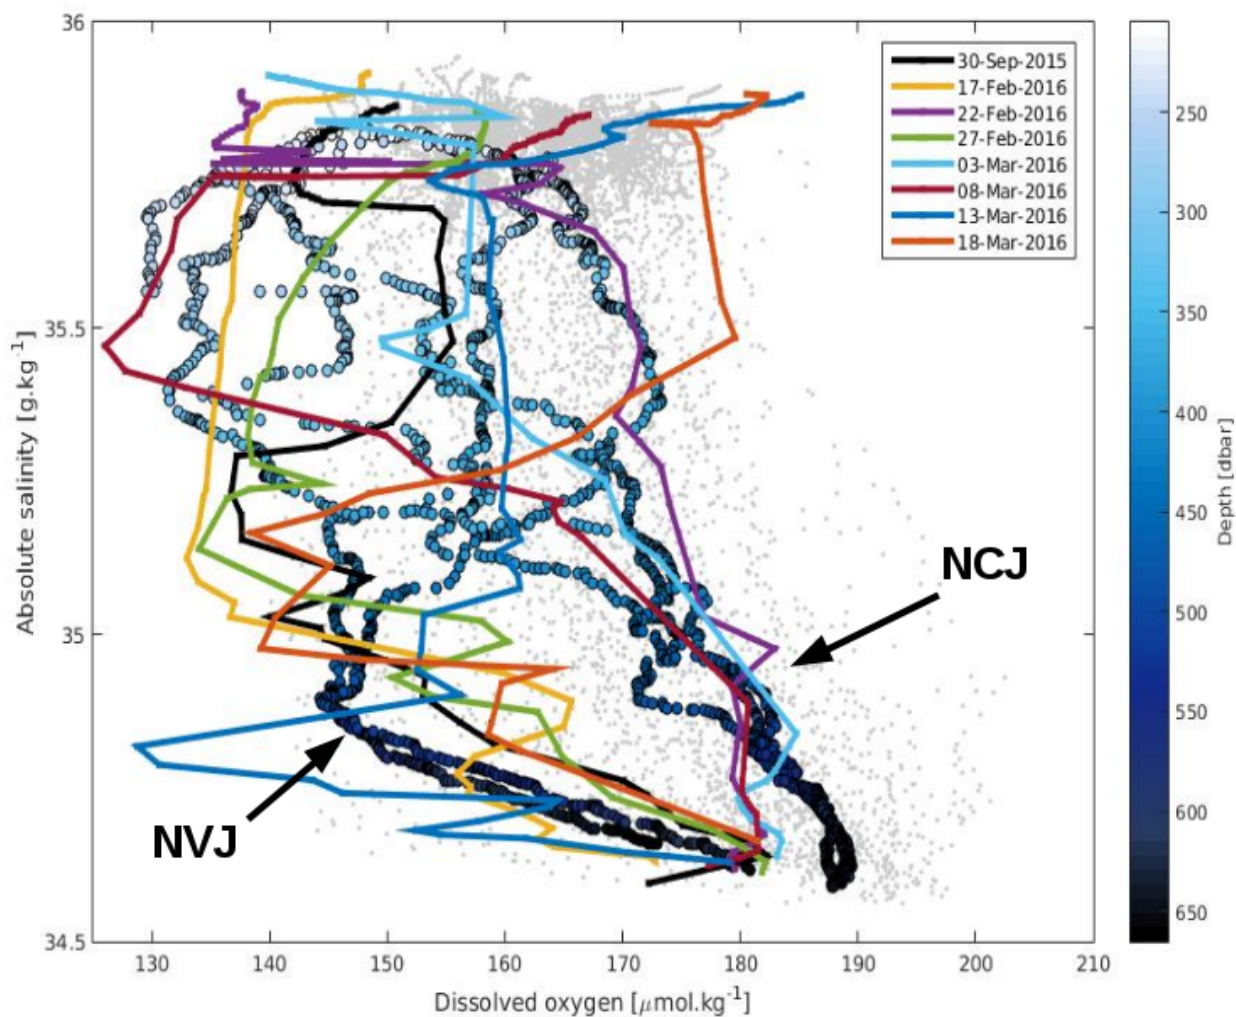 36
35.5
35
34.5
Absolute salinity [g.kg-1]
130 140 150 160 170 180 190 200 210
Dissolved oxygen [μmol.kg-1]
30-Sep-2015
17-Feb-2016
22-Feb-2016
27-Feb-2016
03-Mar-2016
08-Mar-2016
13-Mar-2016
18-Mar-2016
NCJ
NVJ
250
300
350
400
450
500
550
600
650
Depth [dbar]